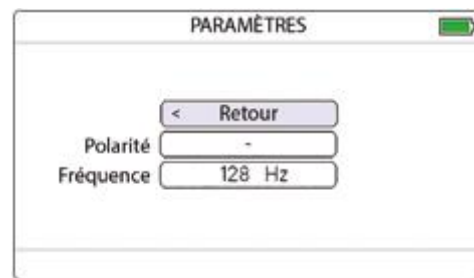 PARAMÈTRES
< Retour
Polarité -
Fréquence 128 Hz